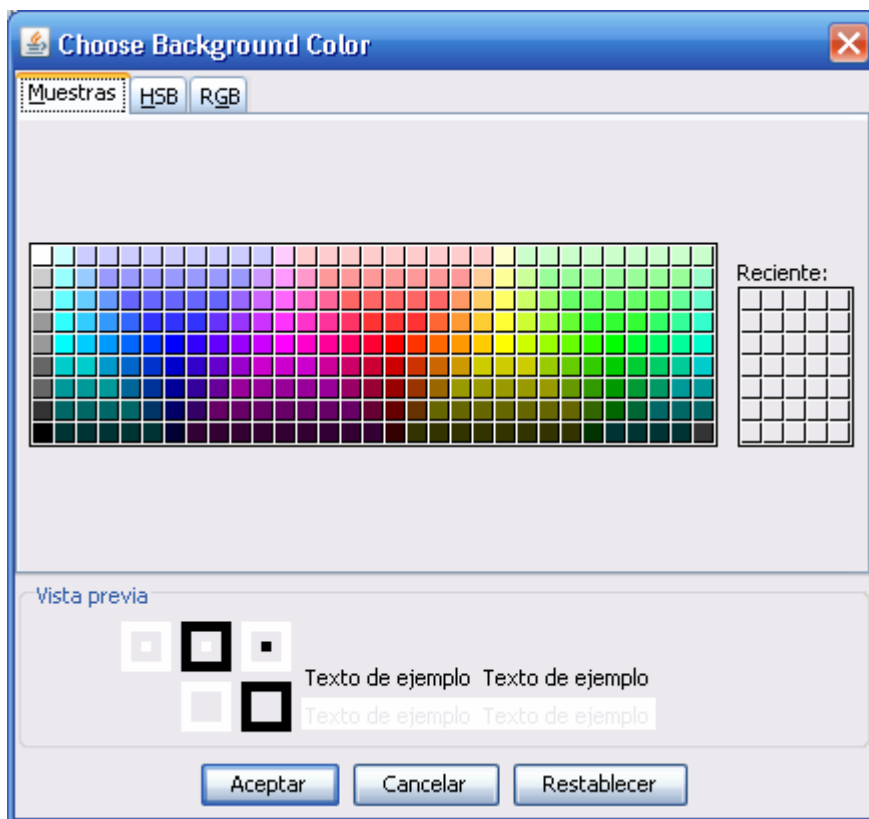 Choose Background Color
Muestras HSB RGB
Reciente:
Vista previa
Texto de ejemplo Texto de ejemplo
Texto de ejemplo Texto de ejemplo
Aceptar Cancelar Restablecer